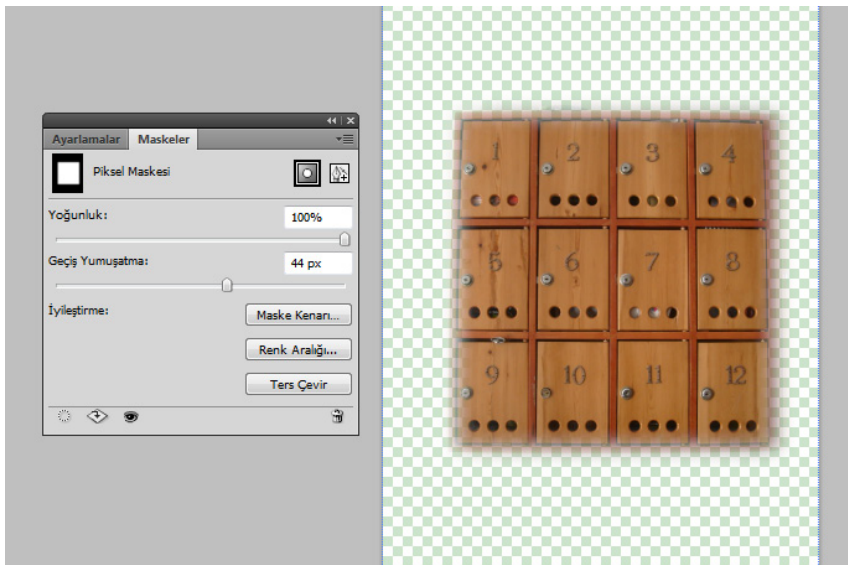 Ayarlamalar Maskeler
Piksel Maskesi
Yoğunluk: 100%
Geçiş Yumuşatma: 44 px
İyileştirme: Maske Kenarı...
Renk Aralığı...
Ters Çevir
1 2 3 4
5 6 7 8
9 10 11 12